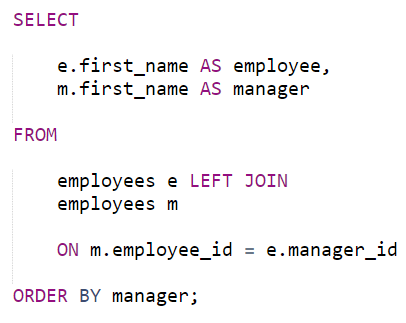 SELECT
e.first_name AS employee,
m.first_name AS manager
FROM
employees e LEFT JOIN
employees m
ON m.employee_id = e.manager_id
ORDER BY manager;